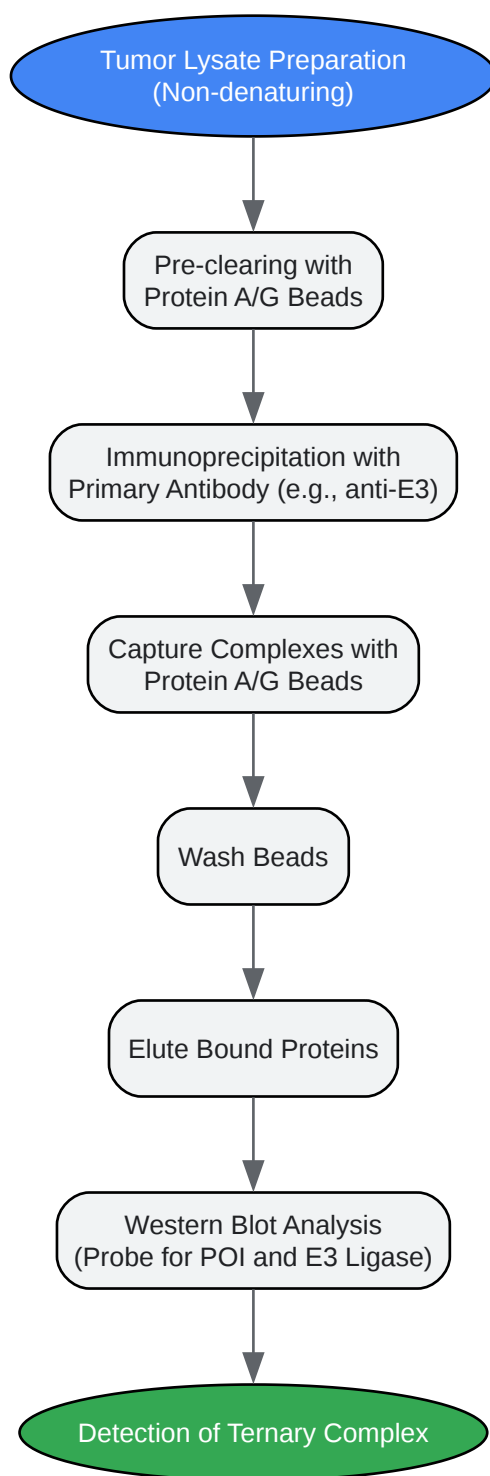 Tumor Lysate Preparation
(Non-denaturing)
Pre-clearing with
Protein A/G Beads
Immunoprecipitation with
Primary Antibody (e.g., anti-E3)
Capture Complexes with
Protein A/G Beads
Wash Beads
Elute Bound Proteins
Western Blot Analysis
(Probe for POI and E3 Ligase)
Detection of Ternary Complex